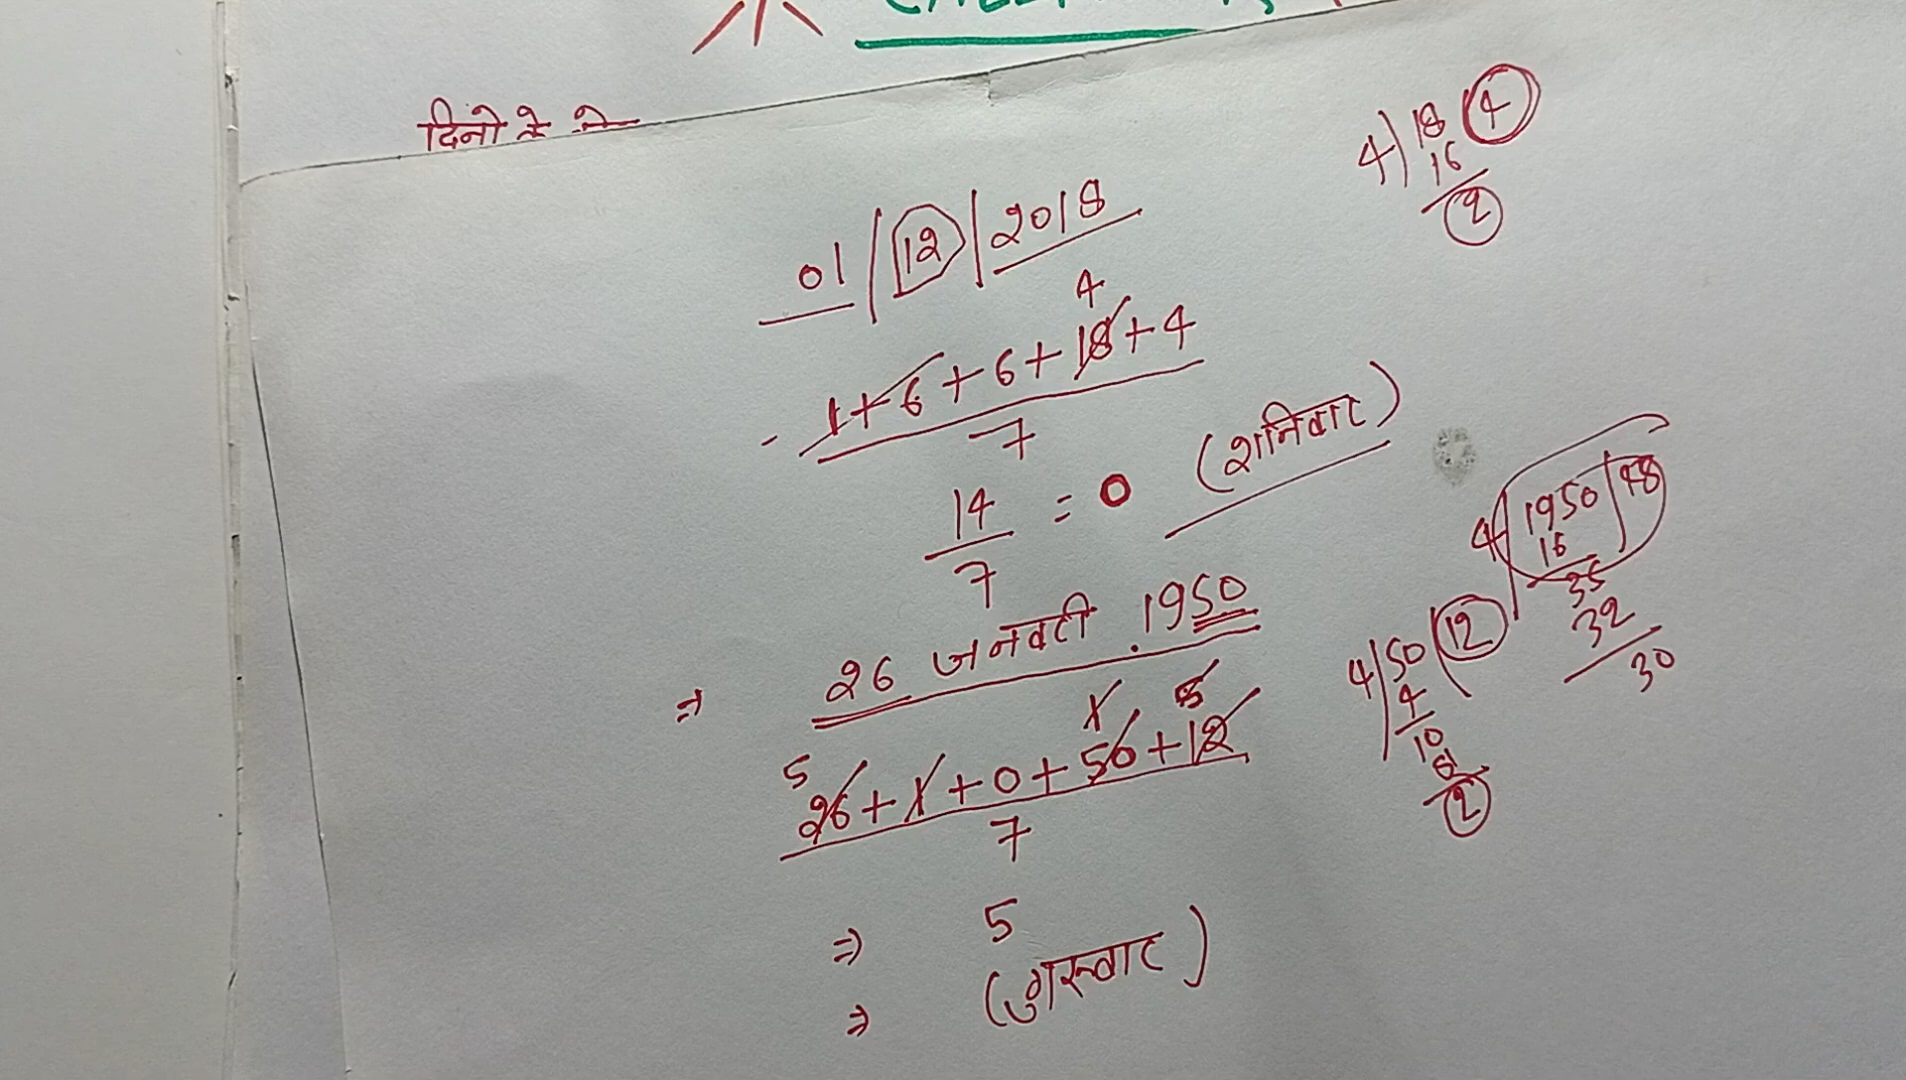 दिनो के
01 | 12 | 2018
4
1+6+6+18+4
7
14 = 0 (शनिवार)
7
⇒ 26 जनवरी . 1950
5 1 5
26+1+0+50+12
7
⇒ 5
⇒ (गुरूवार)
4) 18 (4
16
2
4) 1950 (48
16
35
32
30
4) 50 (12
4
10
8
2